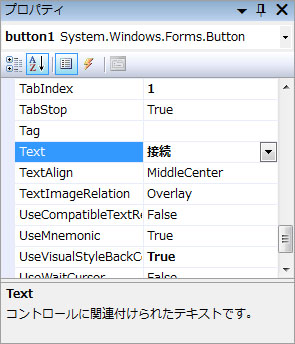 プロパティ
button1 System.Windows.Forms.Button
TabIndex 1
TabStop True
Tag
Text 接続
TextAlign MiddleCenter
TextImageRelation Overlay
UseCompatibleTextRe False
UseMnemonic True
UseVisualStyleBackC True
UseWaitCursor False
Text
コントロールに関連付けられたテキストです。